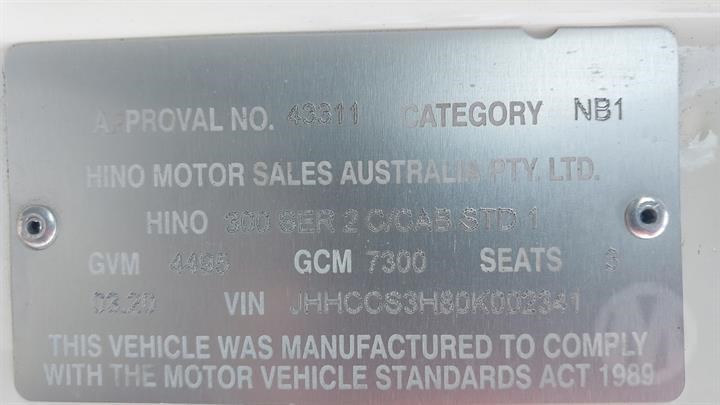 APPROVAL NO. 43311 CATEGORY NB1
HINO MOTOR SALES AUSTRALIA PTY. LTD.
HINO 300 SER 2 C/CAB STD 1
GVM 4495 GCM 7300 SEATS 3
03.20 VIN JHHCCS3H80K002341
THIS VEHICLE WAS MANUFACTURED TO COMPLY
WITH THE MOTOR VEHICLE STANDARDS ACT 1989